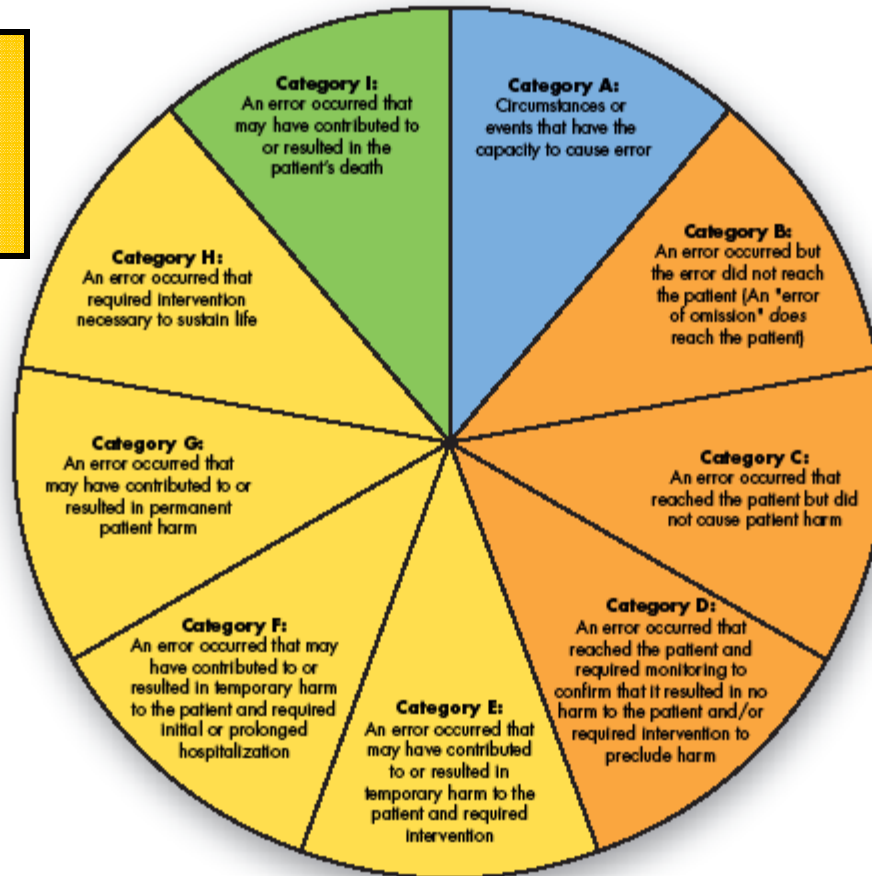 Category I:
An error occurred that
may have contributed to
or resulted in the
patient's death
Category A:
Circumstances or
events that have the
capacity to cause error
Category B:
An error occurred but
the error did not reach
the patient (An "error
of omission" does
reach the patient)
Category H:
An error occurred that
required intervention
necessary to sustain life
Category C:
An error occurred that
reached the patient but did
not cause patient harm
Category G:
An error occurred that
may have contributed to or
resulted in permanent
patient harm
Category D:
An error occurred that
reached the patient and
required monitoring to
confirm that it resulted in no
harm to the patient and/or
required intervention to
preclude harm
Category F:
An error occurred that may
have contributed to or
resulted in temporary harm
to the patient and required
initial or prolonged
hospitalization
Category E:
An error occurred that
may have contributed
to or resulted in
temporary harm to the
patient and required
intervention